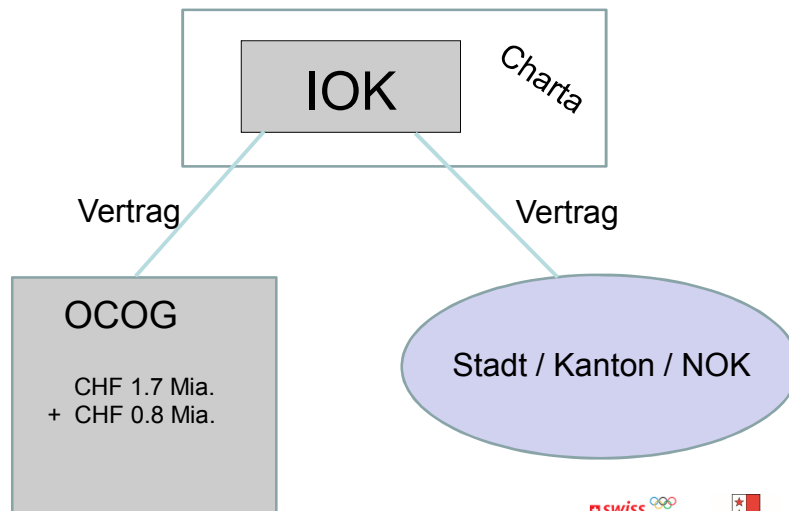 IOK
Charta
Vertrag
Vertrag
OCOG
CHF 1.7 Mia.
+ CHF 0.8 Mia.
Stadt / Kanton / NOK
swiss